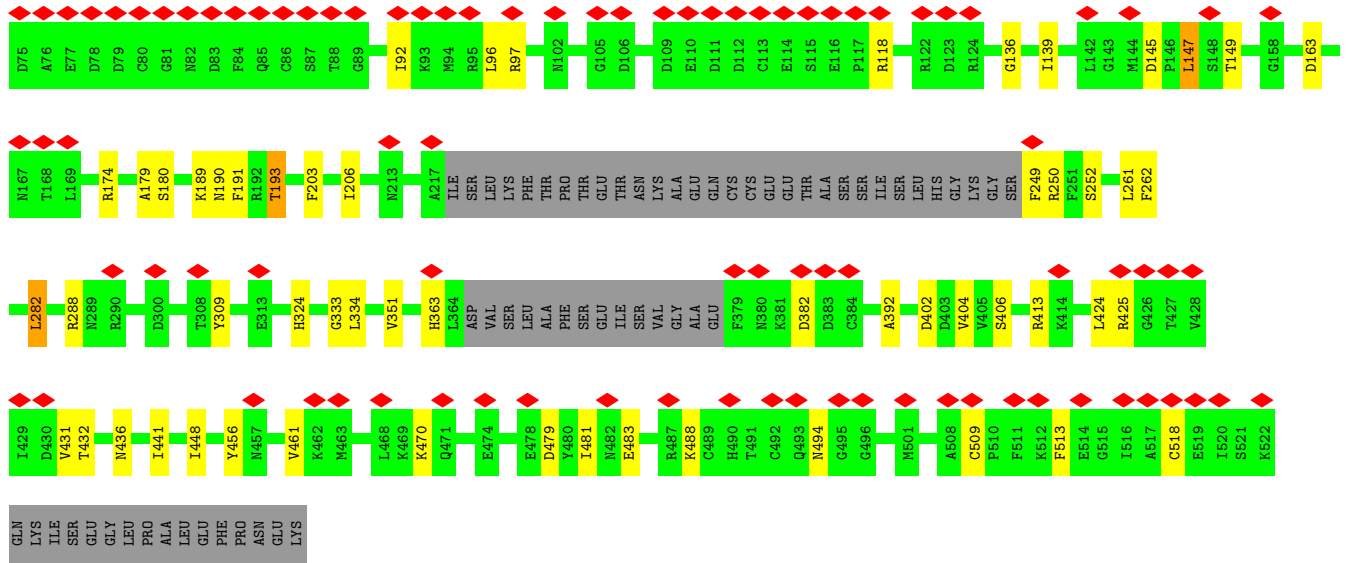 D75 A76 E77 D78 D79 C80 G81 N82 D83 F84 Q85 C86 S87 T88 G89 I92 K93 M94 R95 L96 R97 N102 G105 D106 D109 E110 D111 D112 C113 E114 S115 E116 P117 R118 R122 D123 R124 G136 I139 L142 G143 M144 D145 P146 L147 S148 T149 G158 D163
N167 T168 L169 R174 A179 S180 K189 N190 F191 R192 T193 F203 I206 N213 A217 ILE SER LEU LYS PHE THR PRO THR GLU THR ASN LYS ALA GLU GLN CYS CYS GLU GLU THR ALA SER SER ILE SER LEU HIS GLY LYS GLY SER F249 R250 F251 S252 L261 F262
L282 R288 N289 R290 D300 T308 Y309 E313 H324 G333 L334 V351 H363 L364 ASP VAL SER LEU ALA PHE SER GLU ILE SER VAL GLY ALA GLU F379 N380 K381 D382 D383 C384 A392 D402 D403 V404 V405 S406 R413 K414 L424 R425 G426 T427 V428
I429 D430 V431 T432 N436 I441 I448 Y456 N457 V461 K462 M463 L468 K469 K470 Q471 E474 E478 D479 Y480 I481 N482 E483 R487 K488 C489 H490 T491 C492 Q493 N494 G495 G496 M501 A508 C509 P510 F511 K512 F513 E514 G515 I516 A517 C518 E519 I520 S521 K522
GLN LYS ILE SER GLU GLY LEU PRO ALA LEU GLU PHE PRO ASN GLU LYS